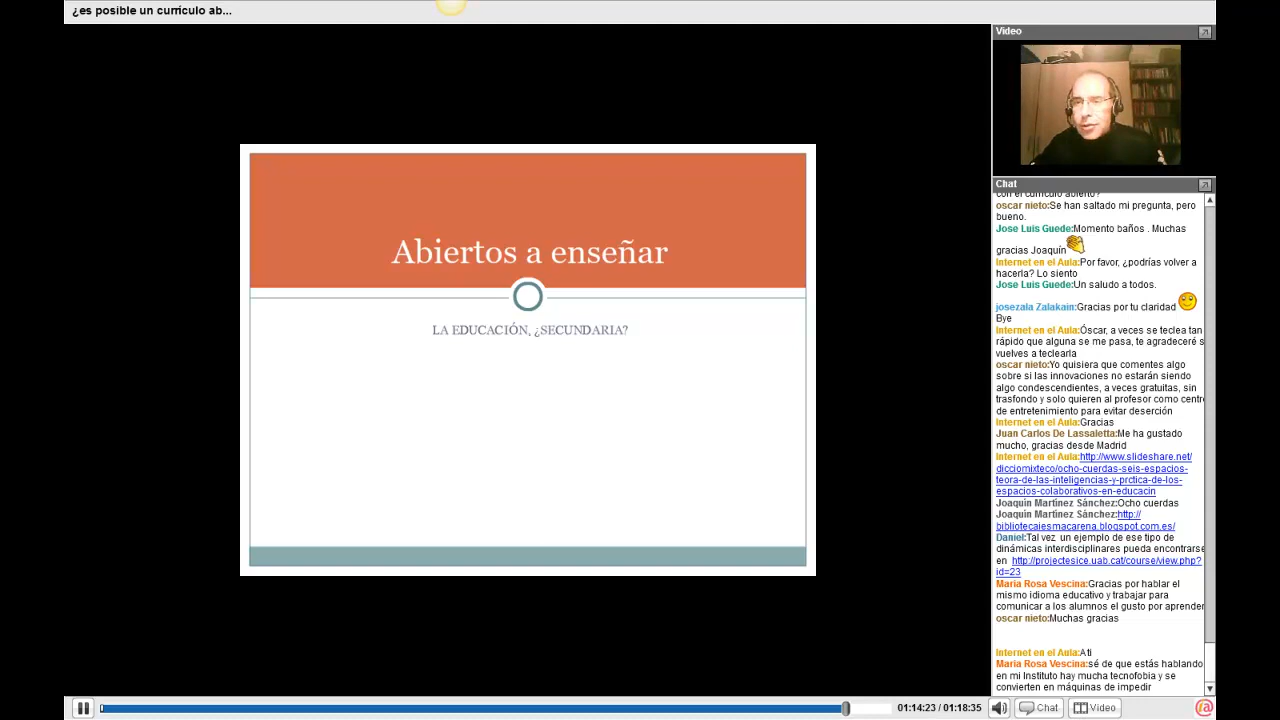 ¿es posible un curriculo ab...
Abiertos a enseñar
LA EDUCACIÓN, ¿SECUNDARIA?
Video
Chat
con el curriculo abierto?
oscar nieto:Se han saltado mi pregunta, pero
bueno.
Jose Luis Guede:Momento baños . Muchas
gracias Joaquín
Internet en el Aula:Por favor, ¿podrías volver a
hacerla? Lo siento
Jose Luis Guede:Un saludo a todos.
josezala Zalakain:Gracias por tu claridad
Bye
Internet en el Aula:Óscar, a veces se teclea tan
rápido que alguna se me pasa, te agradeceré s
vuelves a teclearla
oscar nieto:Yo quisiera que comentes algo
sobre si las innovaciones no estarán siendo
algo condescendientes, a veces gratuitas, sin
trasfondo y solo quieren al profesor como centr
de entretenimiento para evitar deserción
Internet en el Aula:Gracias
Juan Carlos De Lassaletta:Me ha gustado
mucho, gracias desde Madrid
Internet en el Aula:http://www.slideshare.net/
dicciomixteco/ocho-cuerdas-seis-espacios-
teora-de-las-inteligencias-y-prctica-de-los-
espacios-colaborativos-en-educacin
Joaquín Martínez Sánchez:Ocho cuerdas
Joaquín Martínez Sánchez:http://
bibliotecaiesmacarena.blogspot.com.es/
Daniel:Tal vez un ejemplo de ese tipo de
dinámicas interdisciplinares pueda encontrarse
en http://projectesice.uab.cat/course/view.php?
id=23
Maria Rosa Vescina:Gracias por hablar el
mismo idioma educativo y trabajar para
comunicar a los alumnos el gusto por aprender
oscar nieto:Muchas gracias
Internet en el Aula:A ti
Maria Rosa Vescina:sé de que estás hablando,
en mi Instituto hay mucha tecnofobia y se
convierten en máquinas de impedir
01:14:23 / 01:18:35
Chat
Video